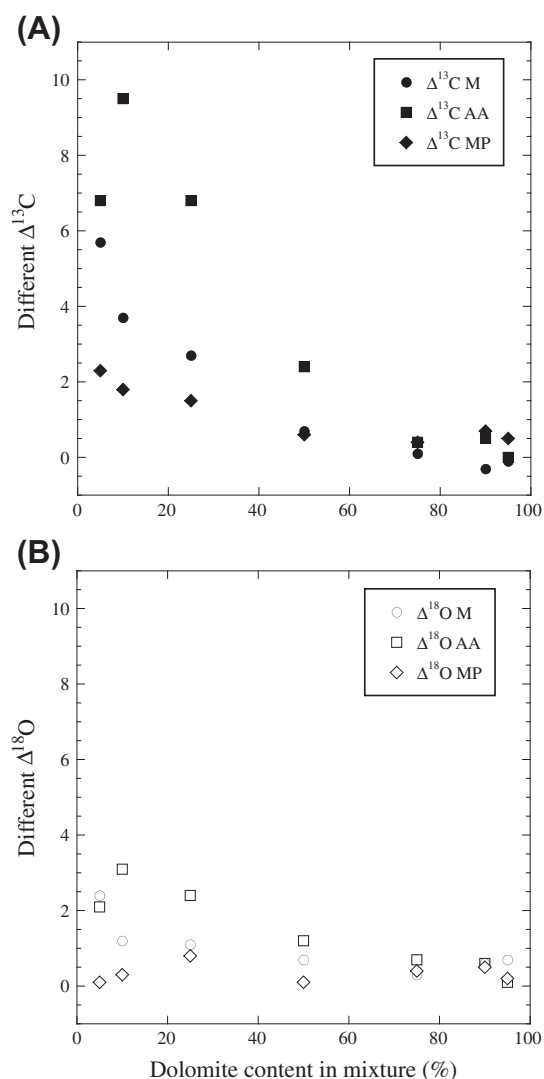 (A)
10
8
6
4
2
0
Different Δ¹³C
Δ¹³C M
Δ¹³C AA
Δ¹³C MP
0 20 40 60 80 100
(B)
10
8
6
4
2
0
Different Δ¹⁸O
Δ¹⁸O M
Δ¹⁸O AA
Δ¹⁸O MP
0 20 40 60 80 100
Dolomite content in mixture (%)